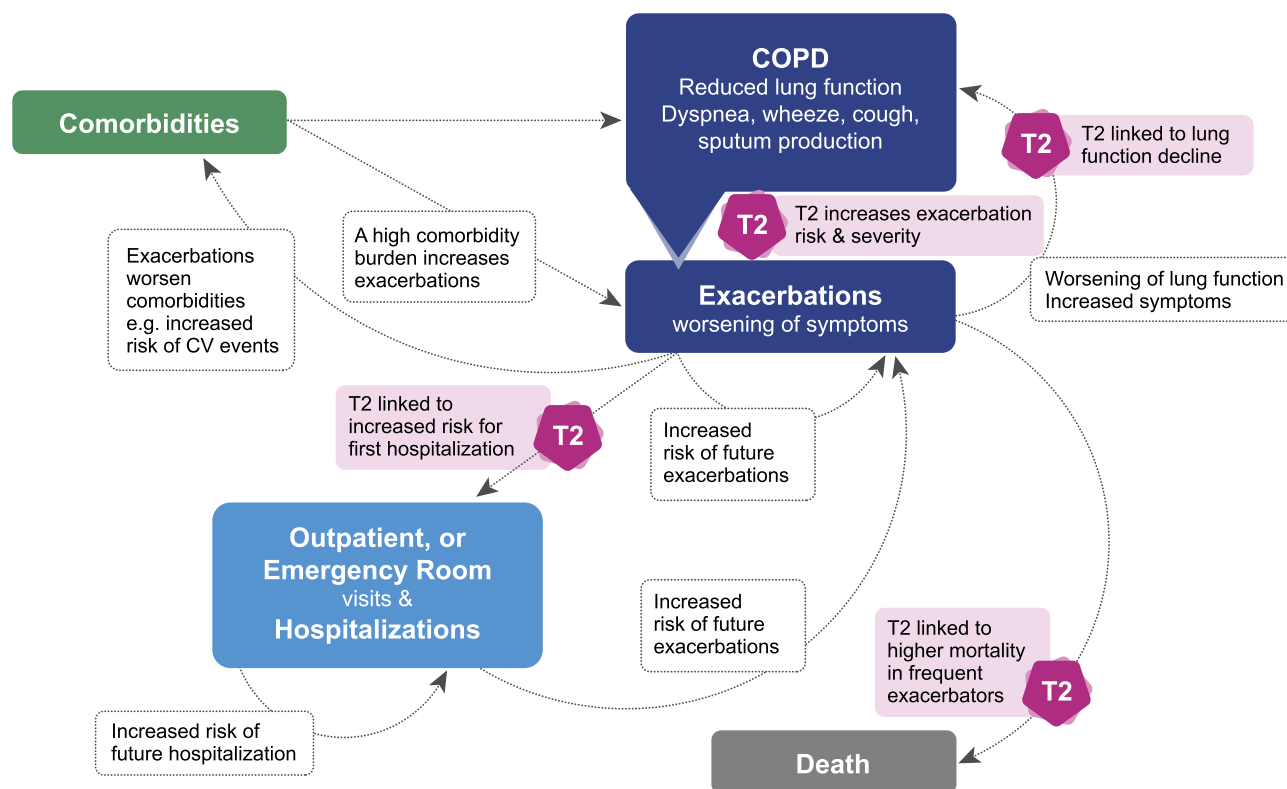 COPD
Reduced lung function
Dyspnea, wheeze, cough,
sputum production
Comorbidities
T2
T2 linked to lung
function decline
T2
T2 increases exacerbation
risk & severity
A high comorbidity
burden increases
exacerbations
Exacerbations
worsen
comorbidities
e.g. increased
risk of CV events
Exacerbations
worsening of symptoms
Worsening of lung function
Increased symptoms
T2 linked to
increased risk for
first hospitalization
T2
Increased
risk of future
exacerbations
Outpatient, or
Emergency Room
visits &
Hospitalizations
Increased
risk of future
exacerbations
T2 linked to
higher mortality
in frequent
exacerbators
T2
Increased risk of
future hospitalization
Death